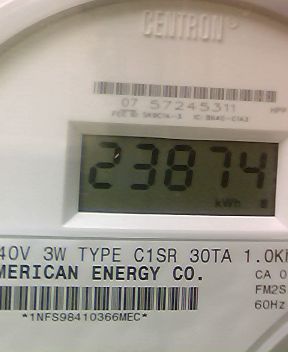 CENTRON®
07 57245311
23874
kWh
40V 3W TYPE C1SR 30TA 1.0K
MERICAN ENERGY CO.
CA 0
FM2S
60Hz
*1NFS98410366MEC*